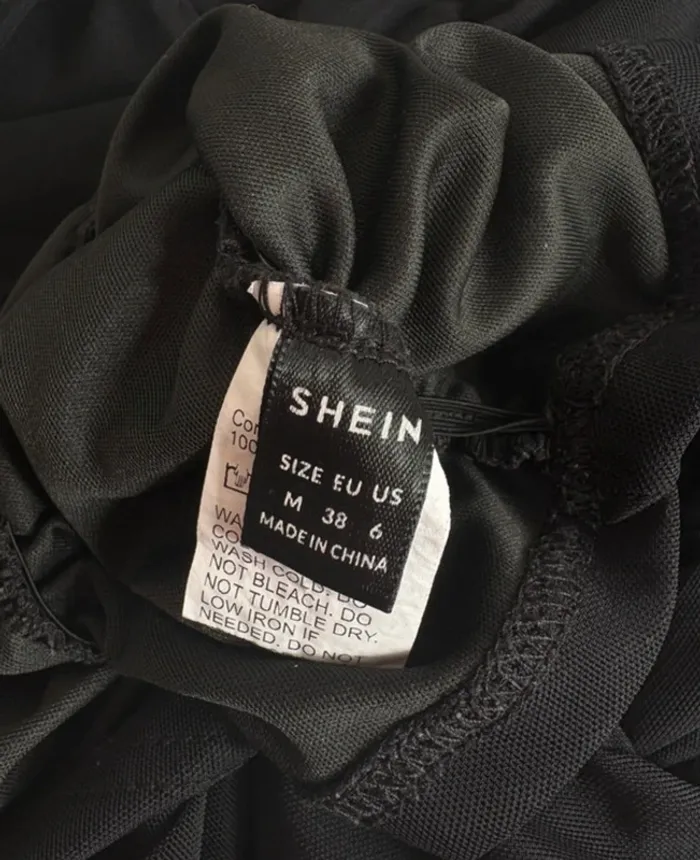 SHEIN
SIZE EU US
M 38 6
MADE IN CHINA
100
WASH COLD. DO
NOT BLEACH. DO
NOT TUMBLE DRY.
LOW IRON IF
NEEDED. DO NOT